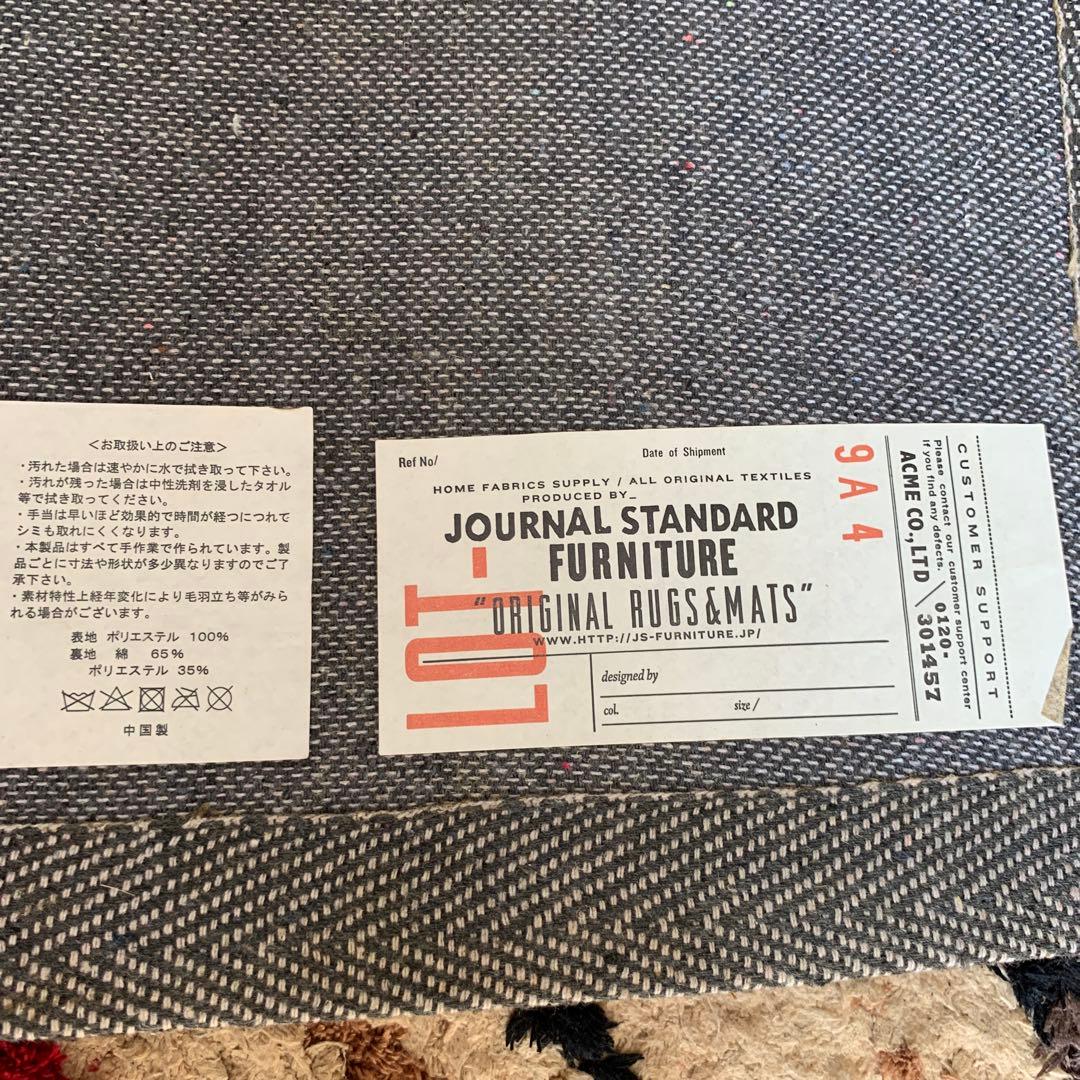 <お取扱い上のご注意>
・汚れた場合は速やかに水で拭き取って下さい。
・汚れが残った場合は中性洗剤を浸したタオル
等で拭き取ってください。
・手当は早いほど効果的で時間が経つにつれて
シミも取れにくくなります。
・本製品はすべて手作業で作られています。製
品ごとに寸法や形状が多少異なりますのでご了
承下さい。
・素材特性上経年変化により毛羽立ち等がみら
れる場合がございます。
表地 ポリエステル 100%
裏地 綿 65%
ポリエステル 35%
中国製
Ref No/
Date of Shipment
HOME FABRICS SUPPLY / ALL ORIGINAL TEXTILES
PRODUCED BY_
JOURNAL STANDARD
FURNITURE
"ORIGINAL RUGS&MATS"
WWW.HTTP://JS-FURNITURE.JP/
LOT-
designed by
col.
size /
9A 4
CUSTOMER SUPPORT
Please contact our customer support center
if you find any defects.
ACME CO.,LTD \ 0120-
301457